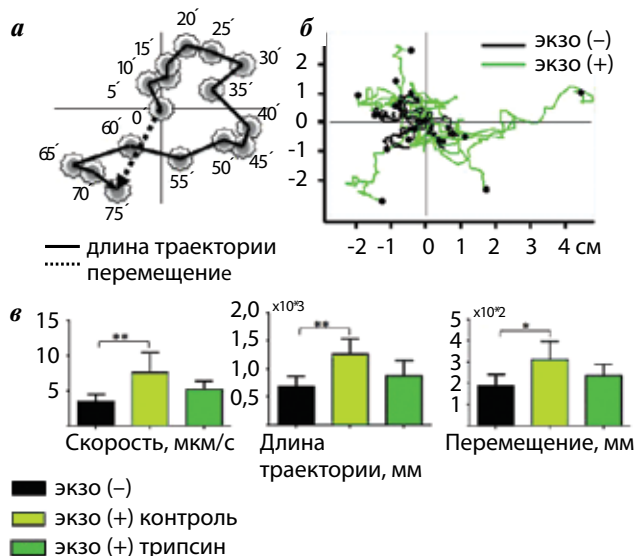 а
20´
15´
25´
10´
30´
5´
35´
0´
40´
60´
65´
45´
50´
55´
70´
75´
длина траектории
перемещение
б
экзо (–)
экзо (+)
2
1
0
-1
-2
-2 -1 0 1 2 3 4 см
в
15
10
5
**
Скорость, мкм/с
x10*3
2,0
1,5
1,0
0,5
**
Длина
траектории, мм
x10*2
5
4
3
2
1
*
Перемещение, мм
экзо (–)
экзо (+) контроль
экзо (+) трипсин